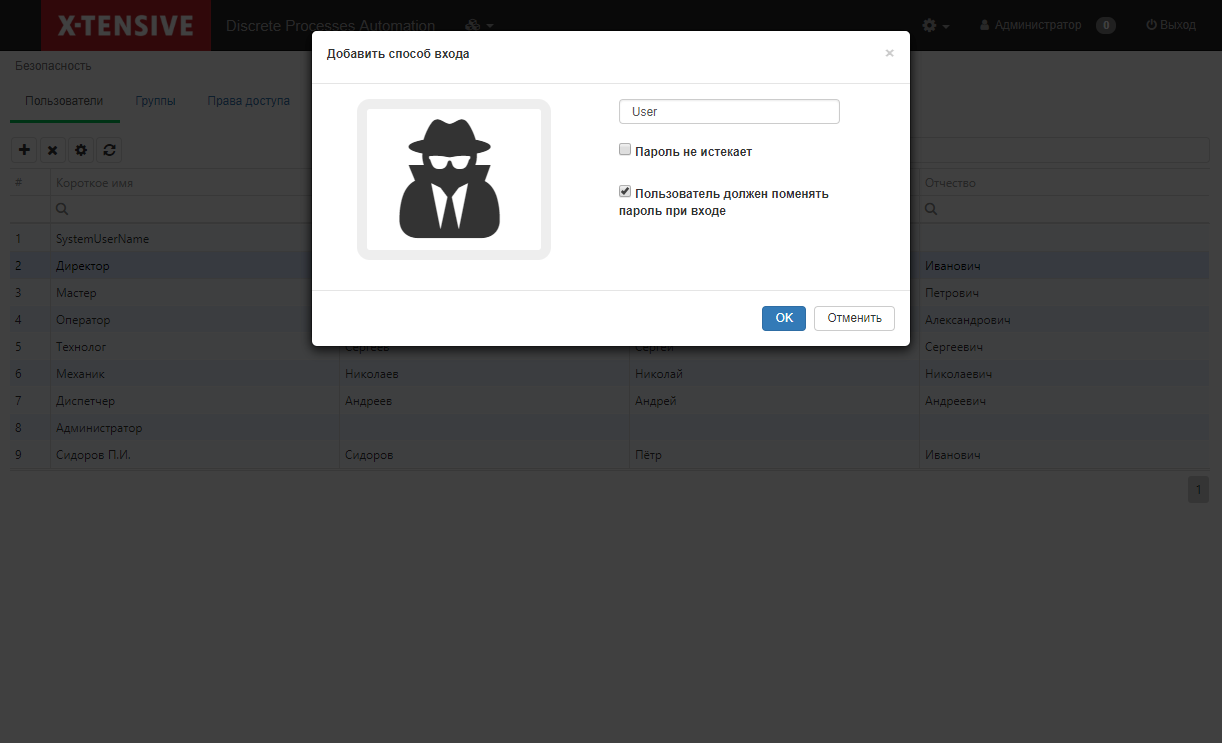 X-TENSIVE
Discrete Processes Automation
Администратор
0
Выход
Добавить способ входа
×
Безопасность
Пользователи
Группы
Права доступа
User
Пароль не истекает
Пользователь должен поменять
пароль при входе
OK
Отменить
# Короткое имя Отчество
1 SystemUserName
2 Директор Иванович
3 Мастер Петрович
4 Оператор Александрович
5 Технолог Сергеев Сергей Сергеевич
6 Механик Николаев Николай Николаевич
7 Диспетчер Андреев Андрей Андреевич
8 Администратор
9 Сидоров П.И. Сидоров Пётр Иванович
1